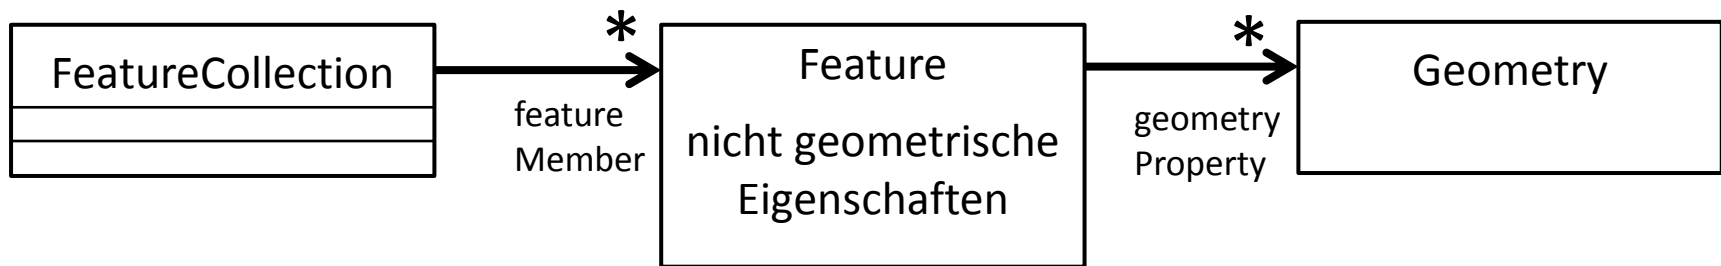 FeatureCollection
*
feature
Member
Feature
nicht geometrische
Eigenschaften
*
geometry
Property
Geometry